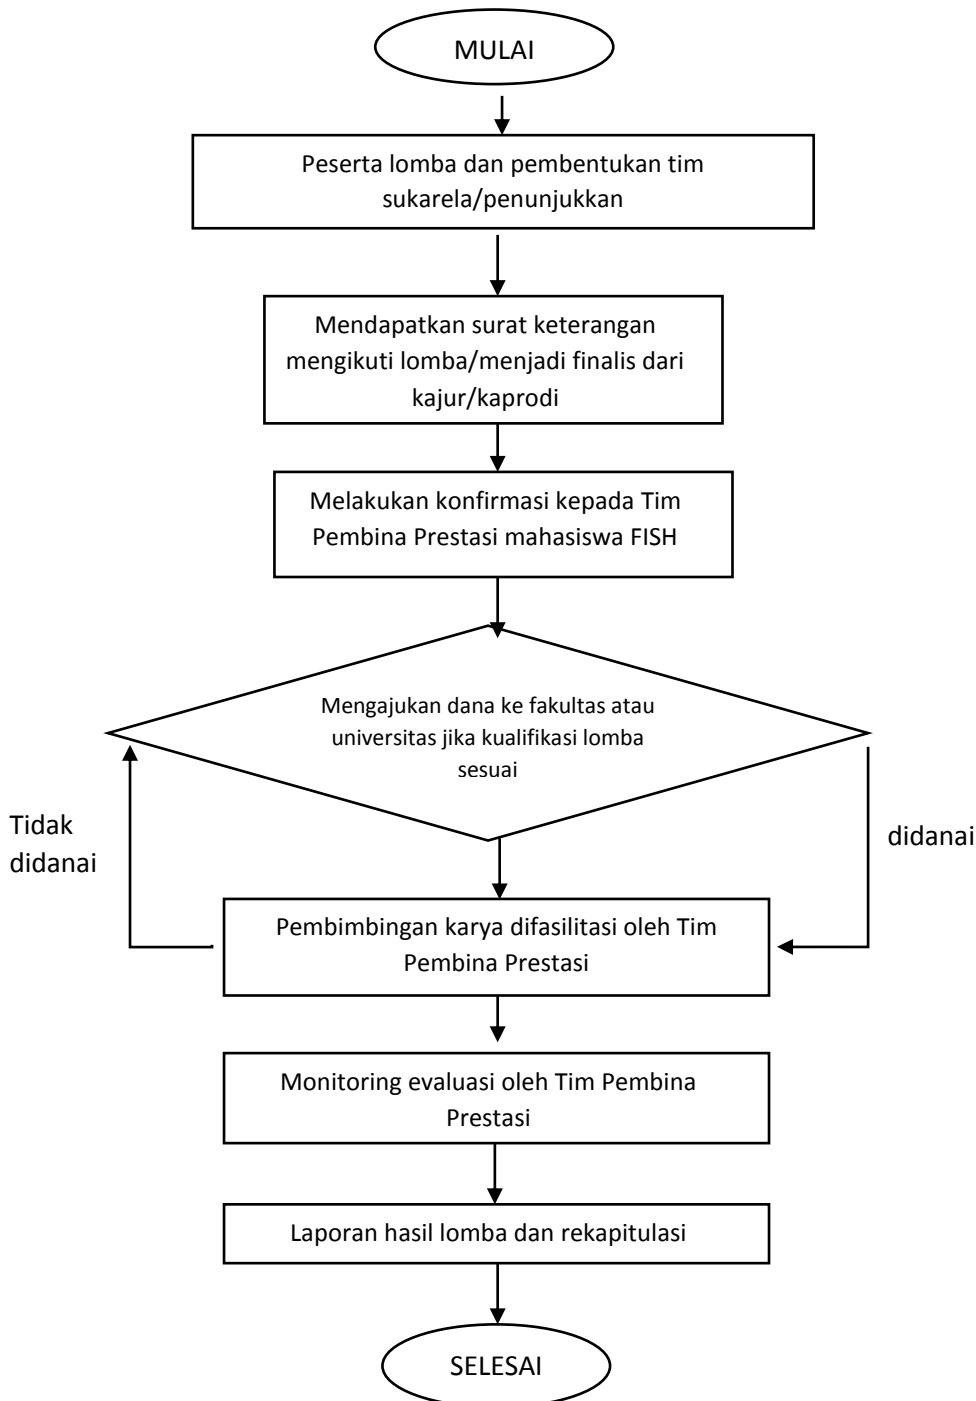 MULAI
Peserta lomba dan pembentukan tim
sukarela/penunjukkan
Mendapatkan surat keterangan
mengikuti lomba/menjadi finalis dari
kajur/kaprodi
Melakukan konfirmasi kepada Tim
Pembina Prestasi mahasiswa FISH
Mengajukan dana ke fakultas atau
universitas jika kualifikasi lomba
sesuai
Tidak
didanai
didanai
Pembimbingan karya difasilitasi oleh Tim
Pembina Prestasi
Monitoring evaluasi oleh Tim Pembina
Prestasi
Laporan hasil lomba dan rekapitulasi
SELESAI